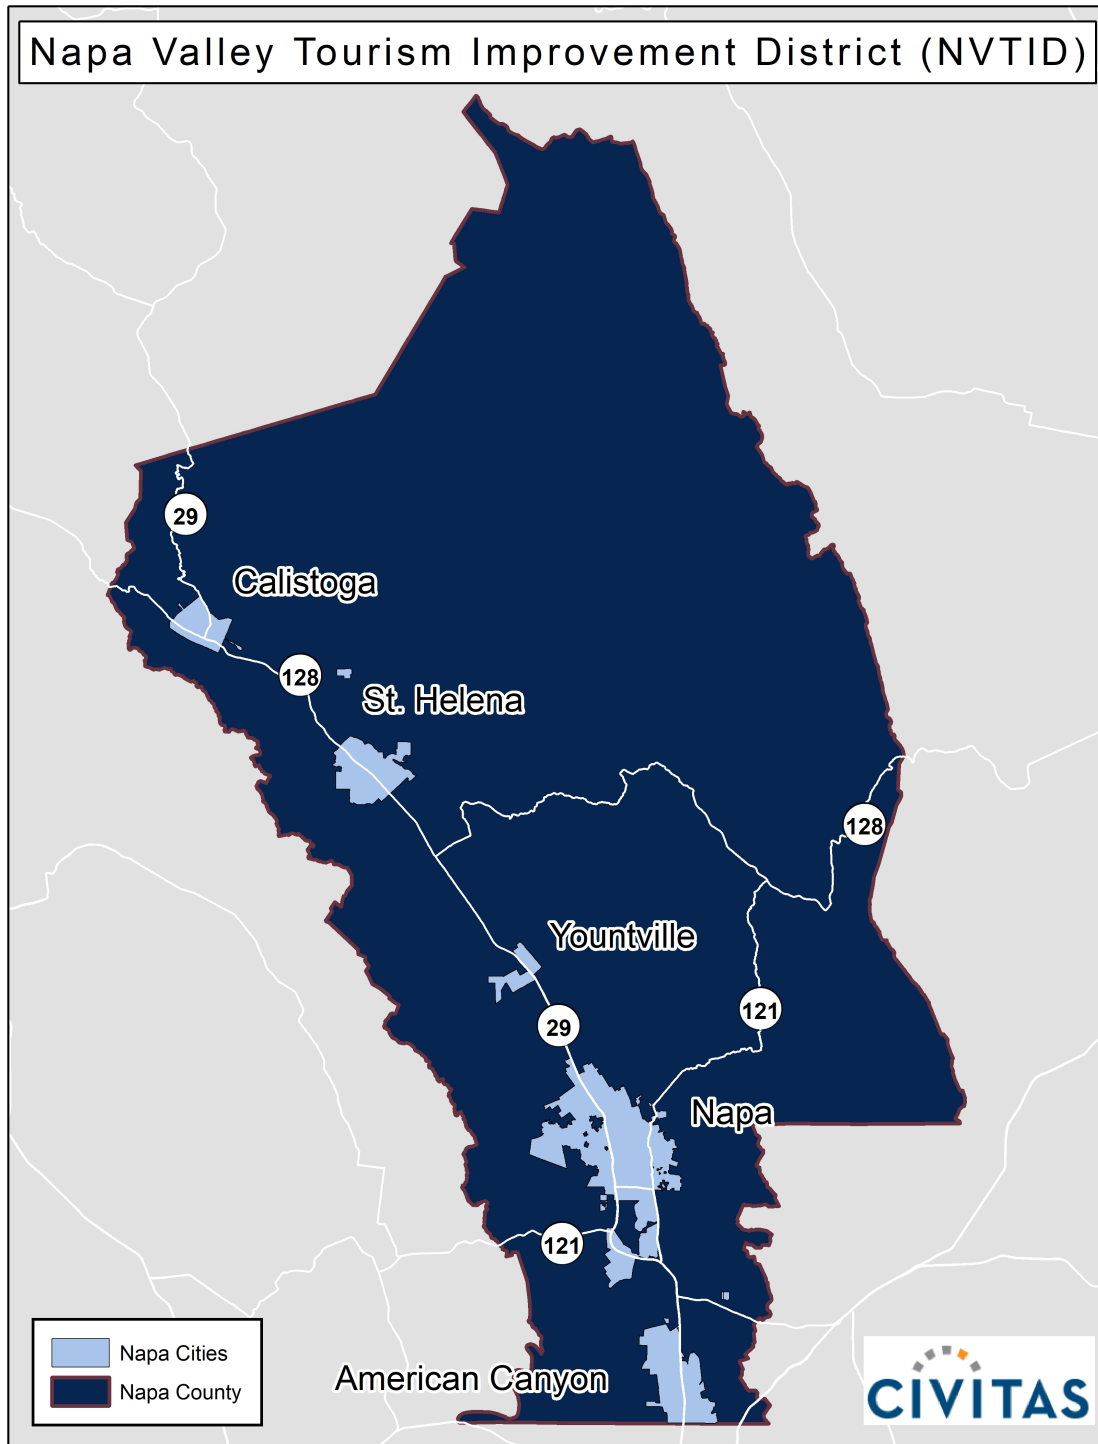 Napa Valley Tourism Improvement District (NVTID)
29
Calistoga
128
St. Helena
128
Yountville
121
29
Napa
121
Napa Cities
American Canyon
Napa County
CIVITAS